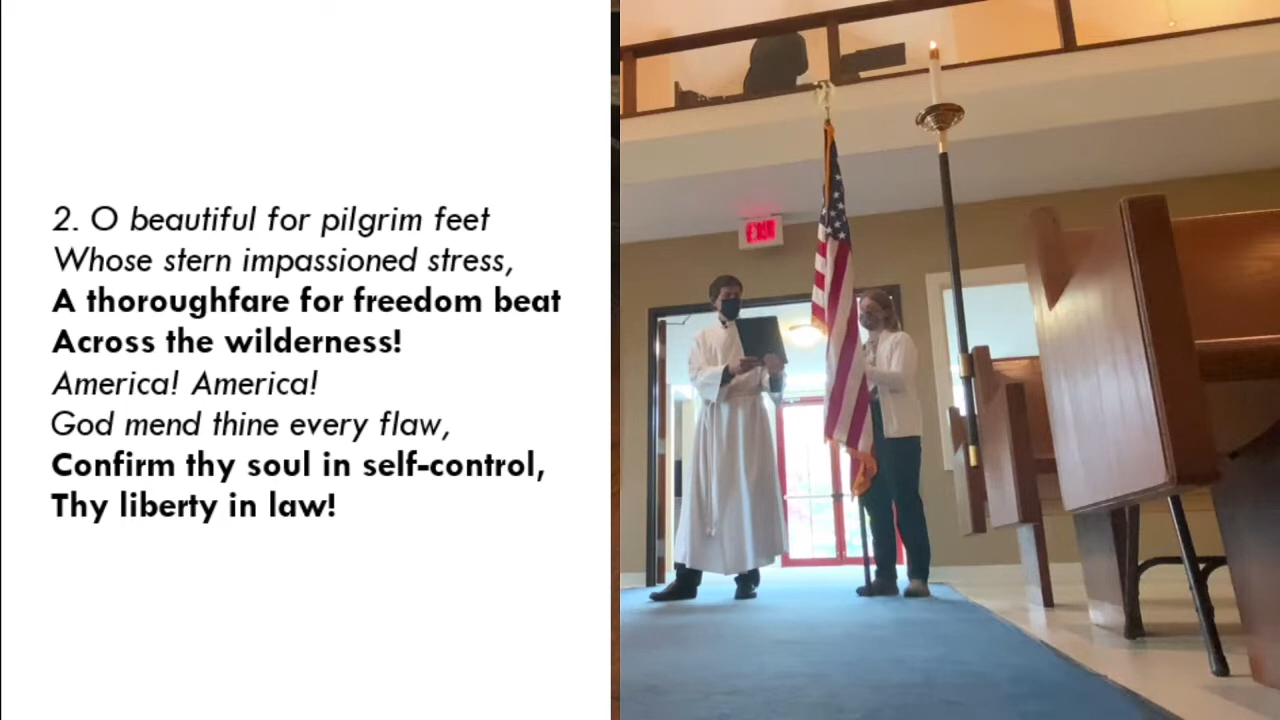 2. O beautiful for pilgrim feet
Whose stern impassioned stress,
A thoroughfare for freedom beat
Across the wilderness!
America! America!
God mend thine every flaw,
Confirm thy soul in self-control,
Thy liberty in law!
EXIT